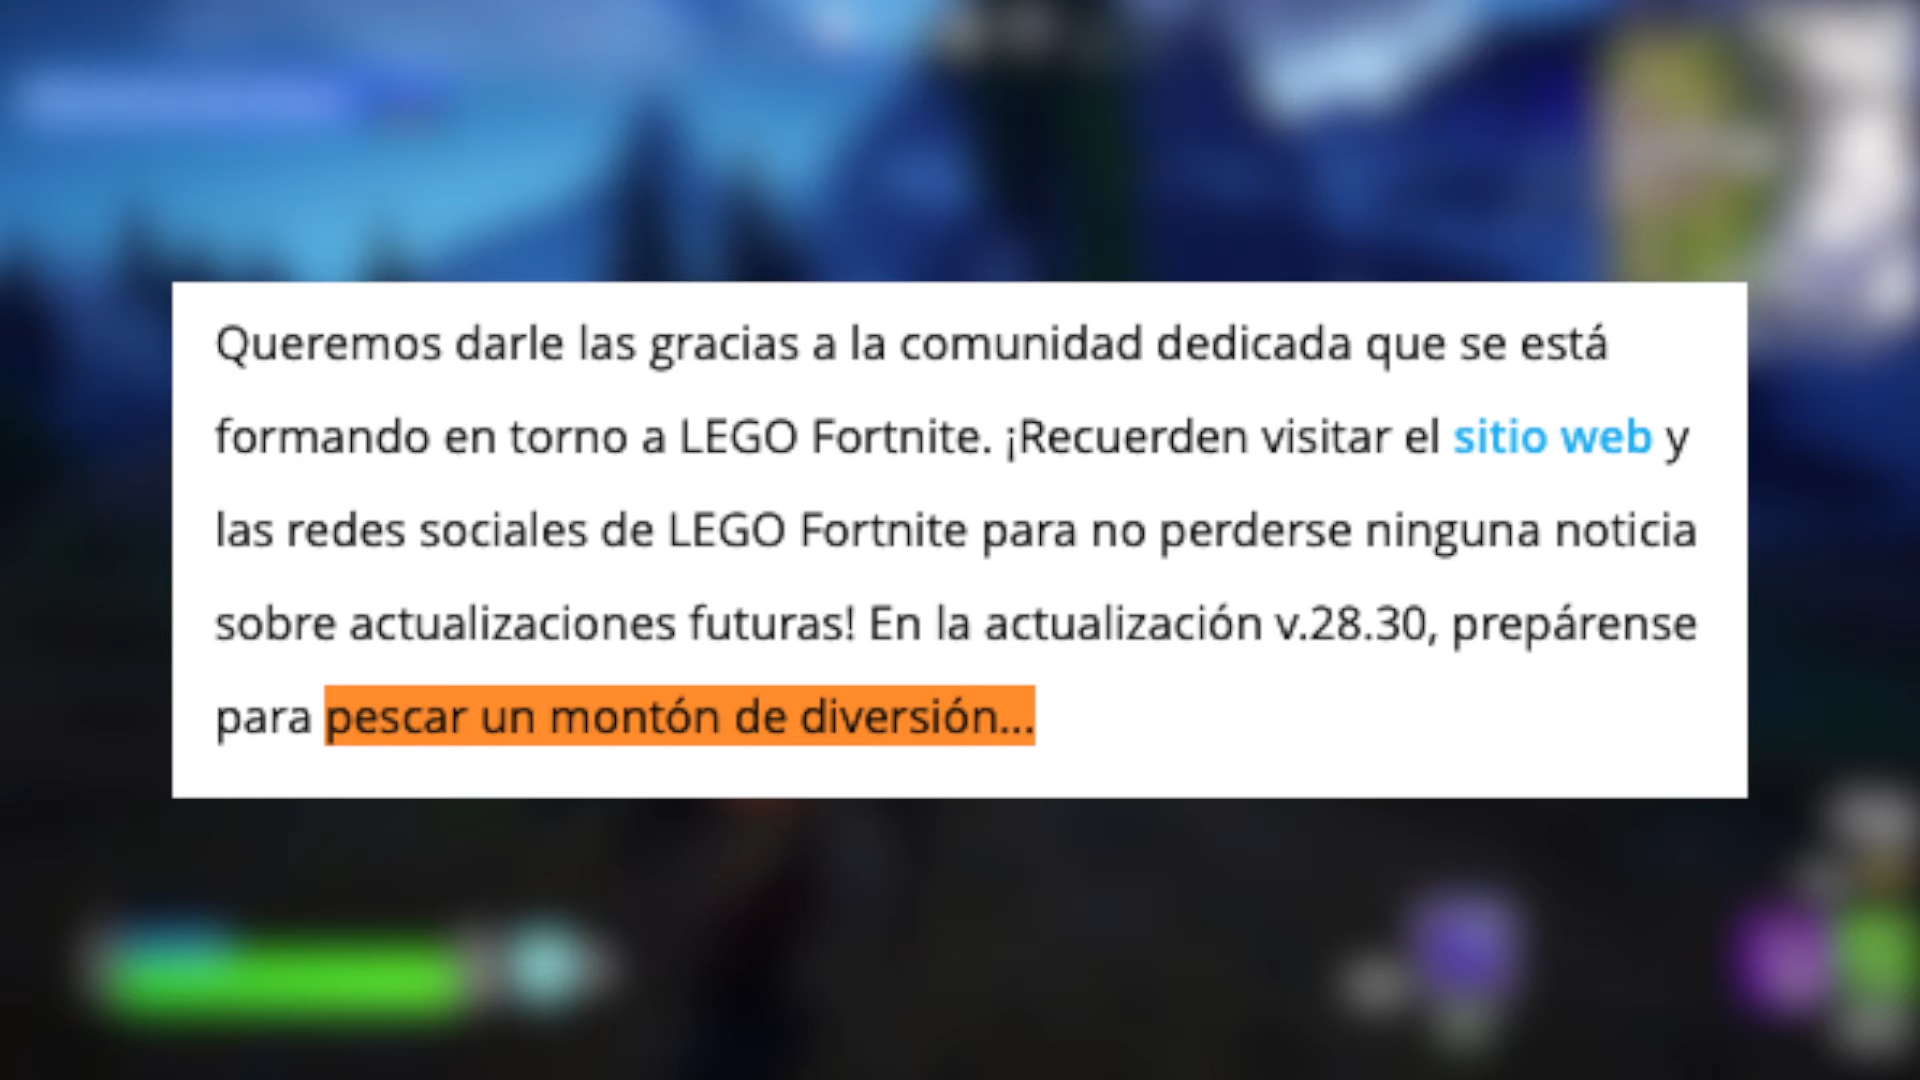 Queremos darle las gracias a la comunidad dedicada que se está
formando en torno a LEGO Fortnite. ¡Recuerden visitar el sitio web y
las redes sociales de LEGO Fortnite para no perderse ninguna noticia
sobre actualizaciones futuras! En la actualización v.28.30, prepárense
para pescar un montón de diversión...